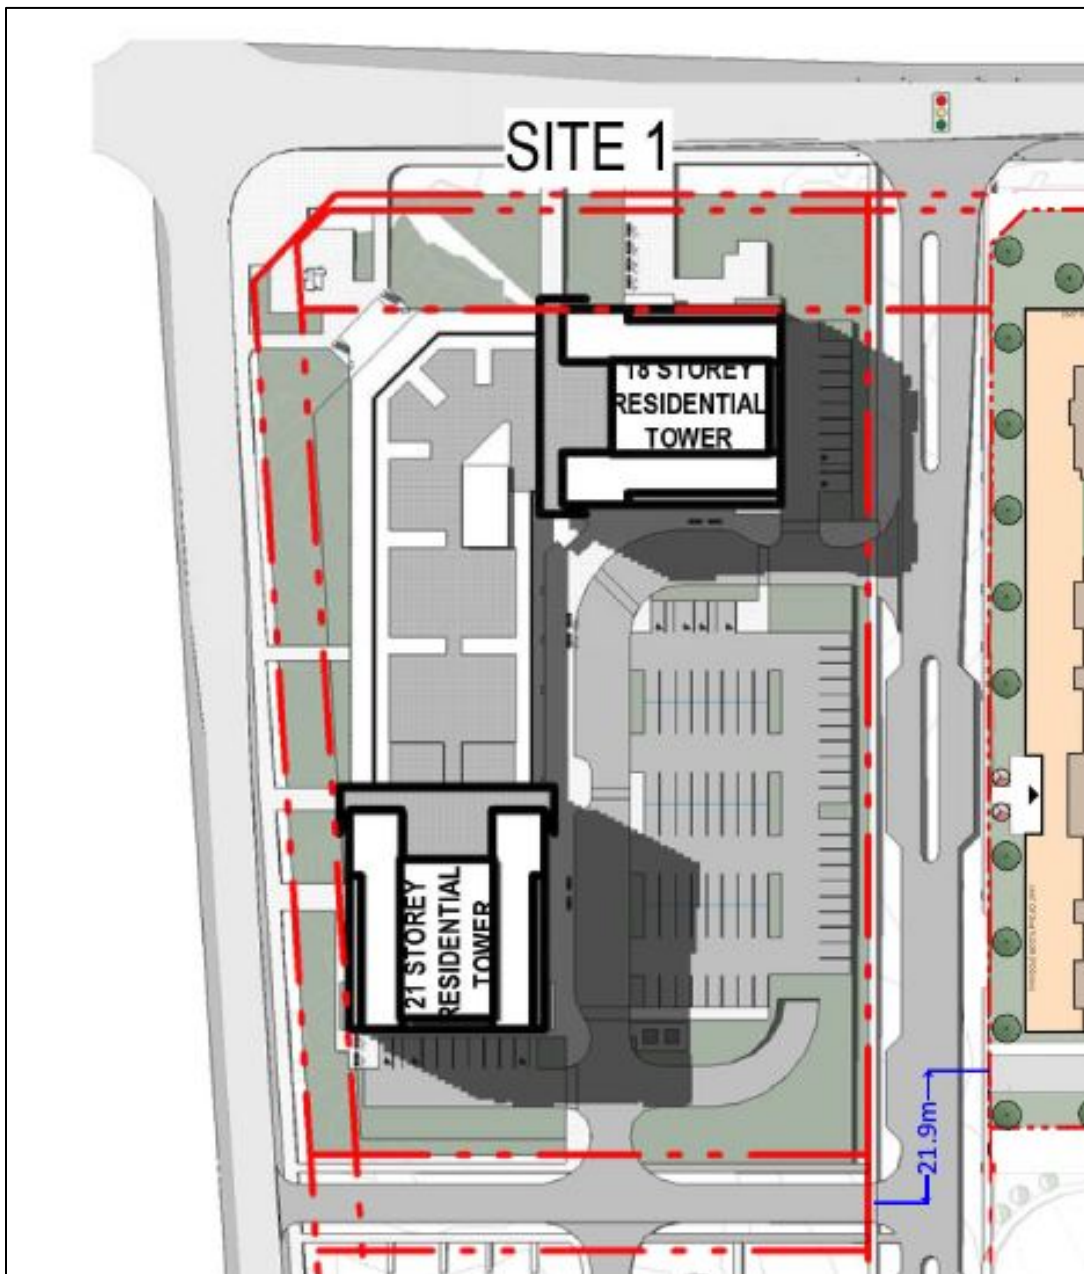 SITE 1
18 STOREY
RESIDENTIAL
TOWER
21 STOREY
RESIDENTIAL
TOWER
21.9m